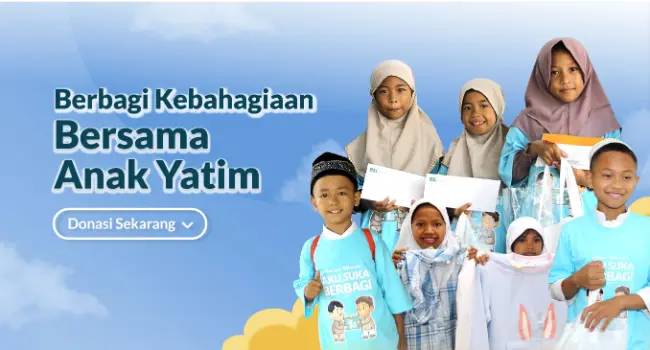 Berbagi Kebahagiaan
Bersama
Anak Yatim
Donasi Sekarang
AKU SUKA
BERBAGI